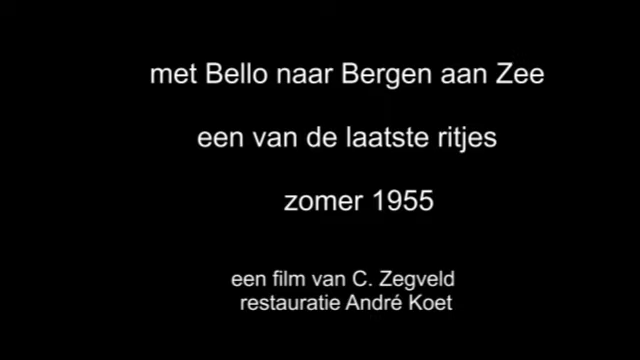 met Bello naar Bergen aan Zee
een van de laatste ritjes
zomer 1955
een film van C. Zegveld
restauratie André Koet